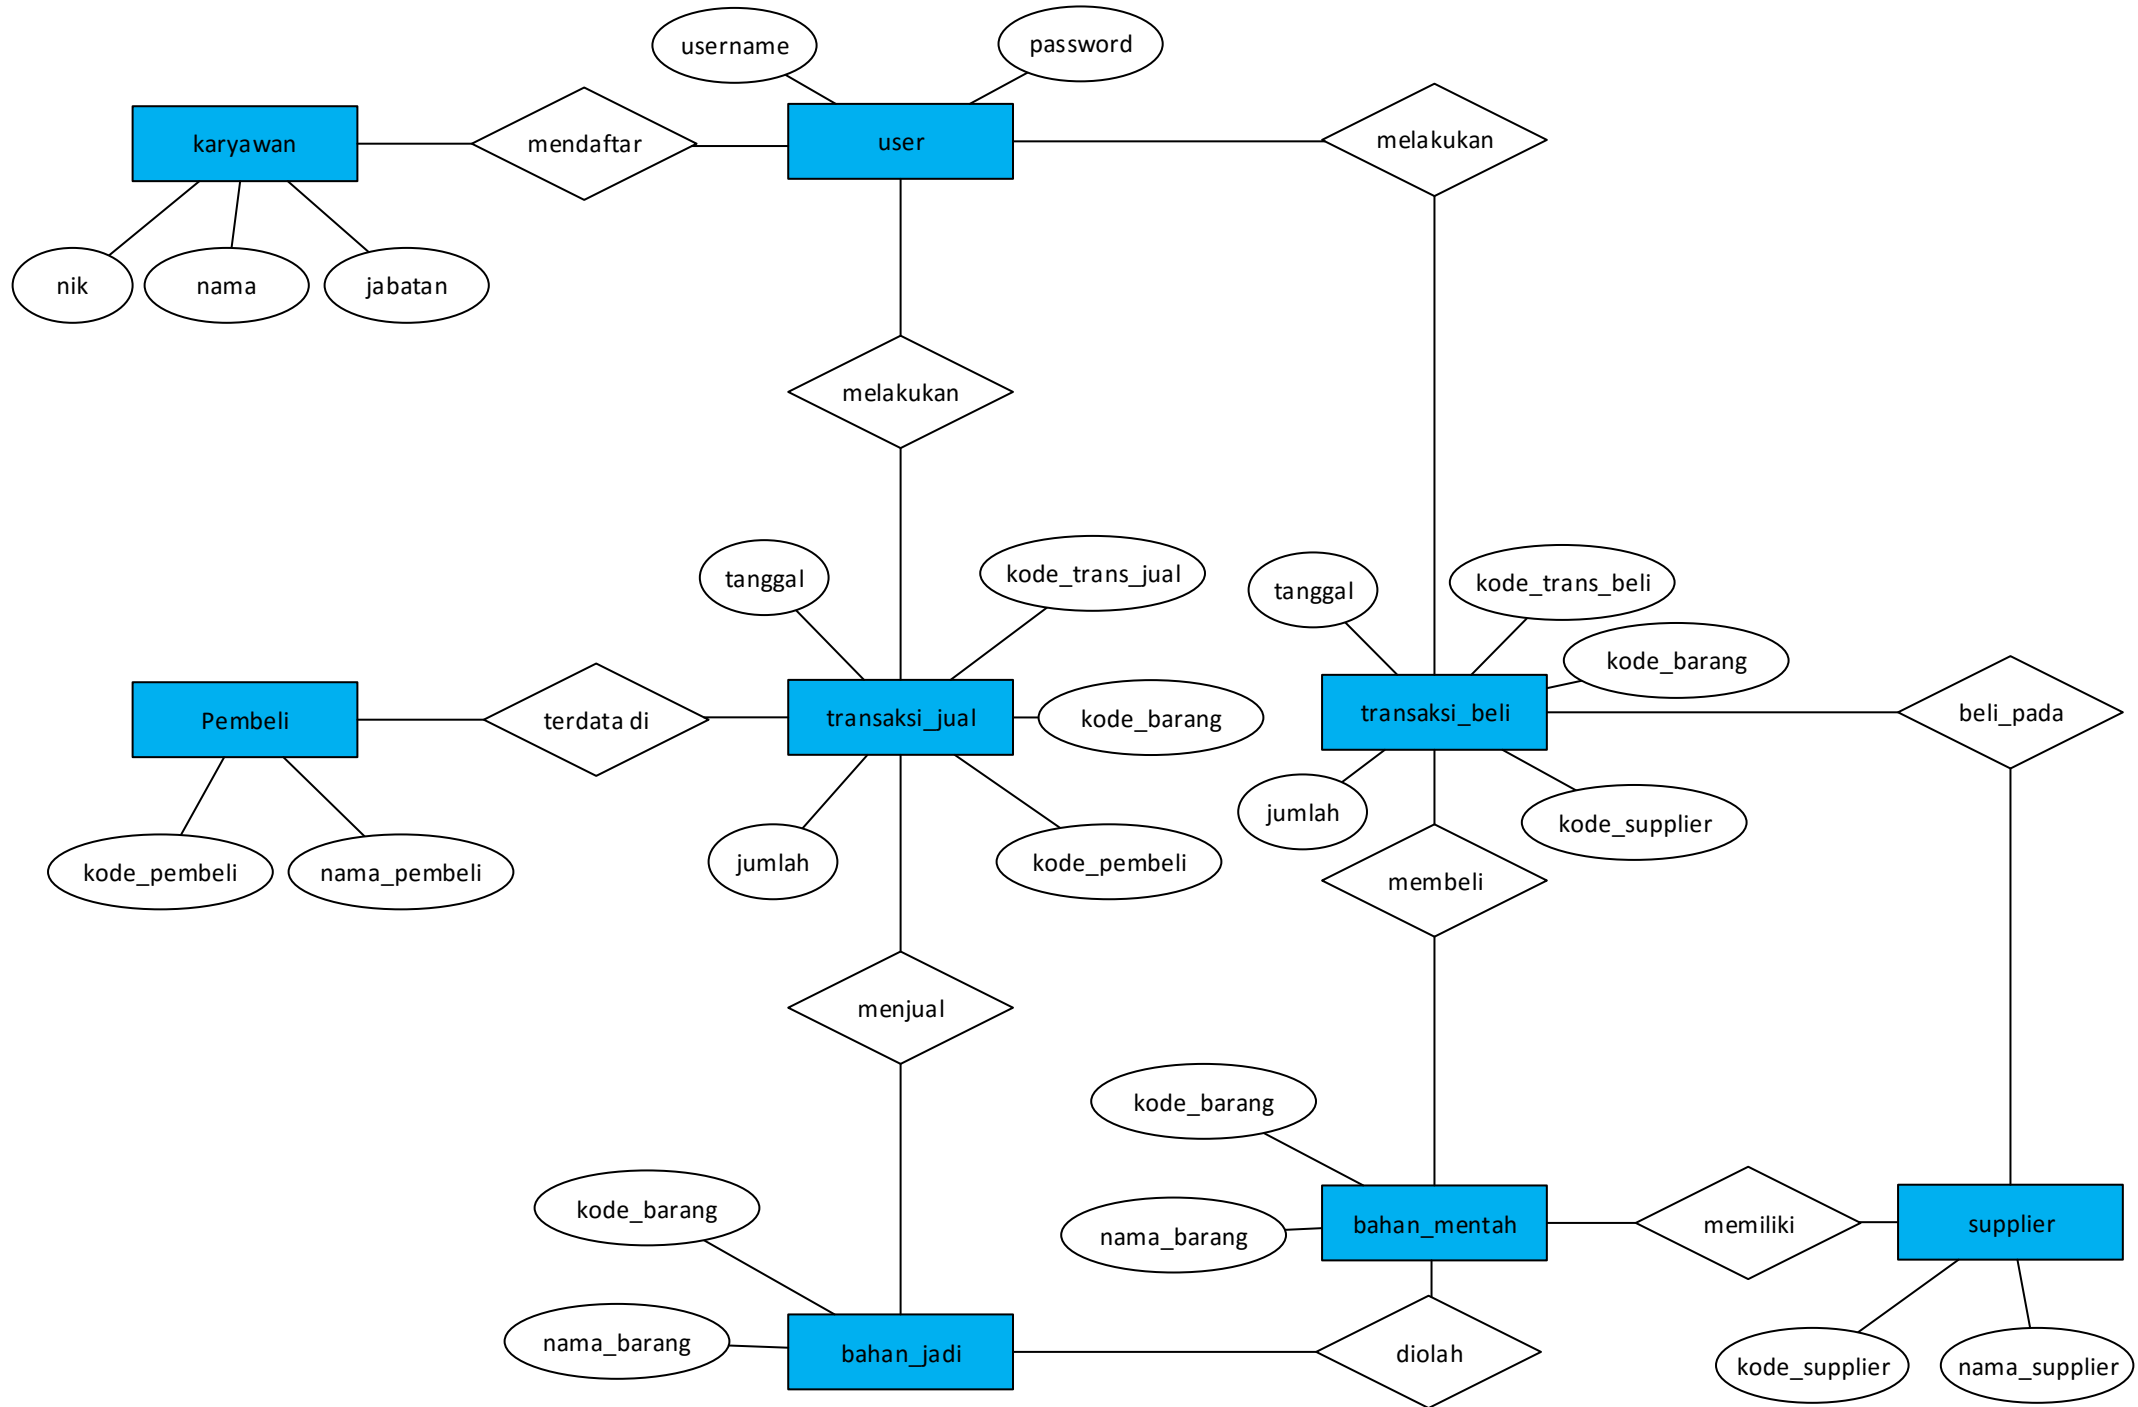 username
password
karyawan
mendaftar
user
melakukan
nik
nama
jabatan
melakukan
tanggal
kode_trans_jual
tanggal
kode_trans_beli
kode_barang
Pembeli
terdata di
transaksi_jual
kode_barang
transaksi_beli
beli_pada
kode_pembeli
nama_pembeli
jumlah
kode_pembeli
jumlah
kode_supplier
membeli
menjual
kode_barang
kode_barang
nama_barang
bahan_mentah
memiliki
supplier
nama_barang
bahan_jadi
diolah
kode_supplier
nama_supplier